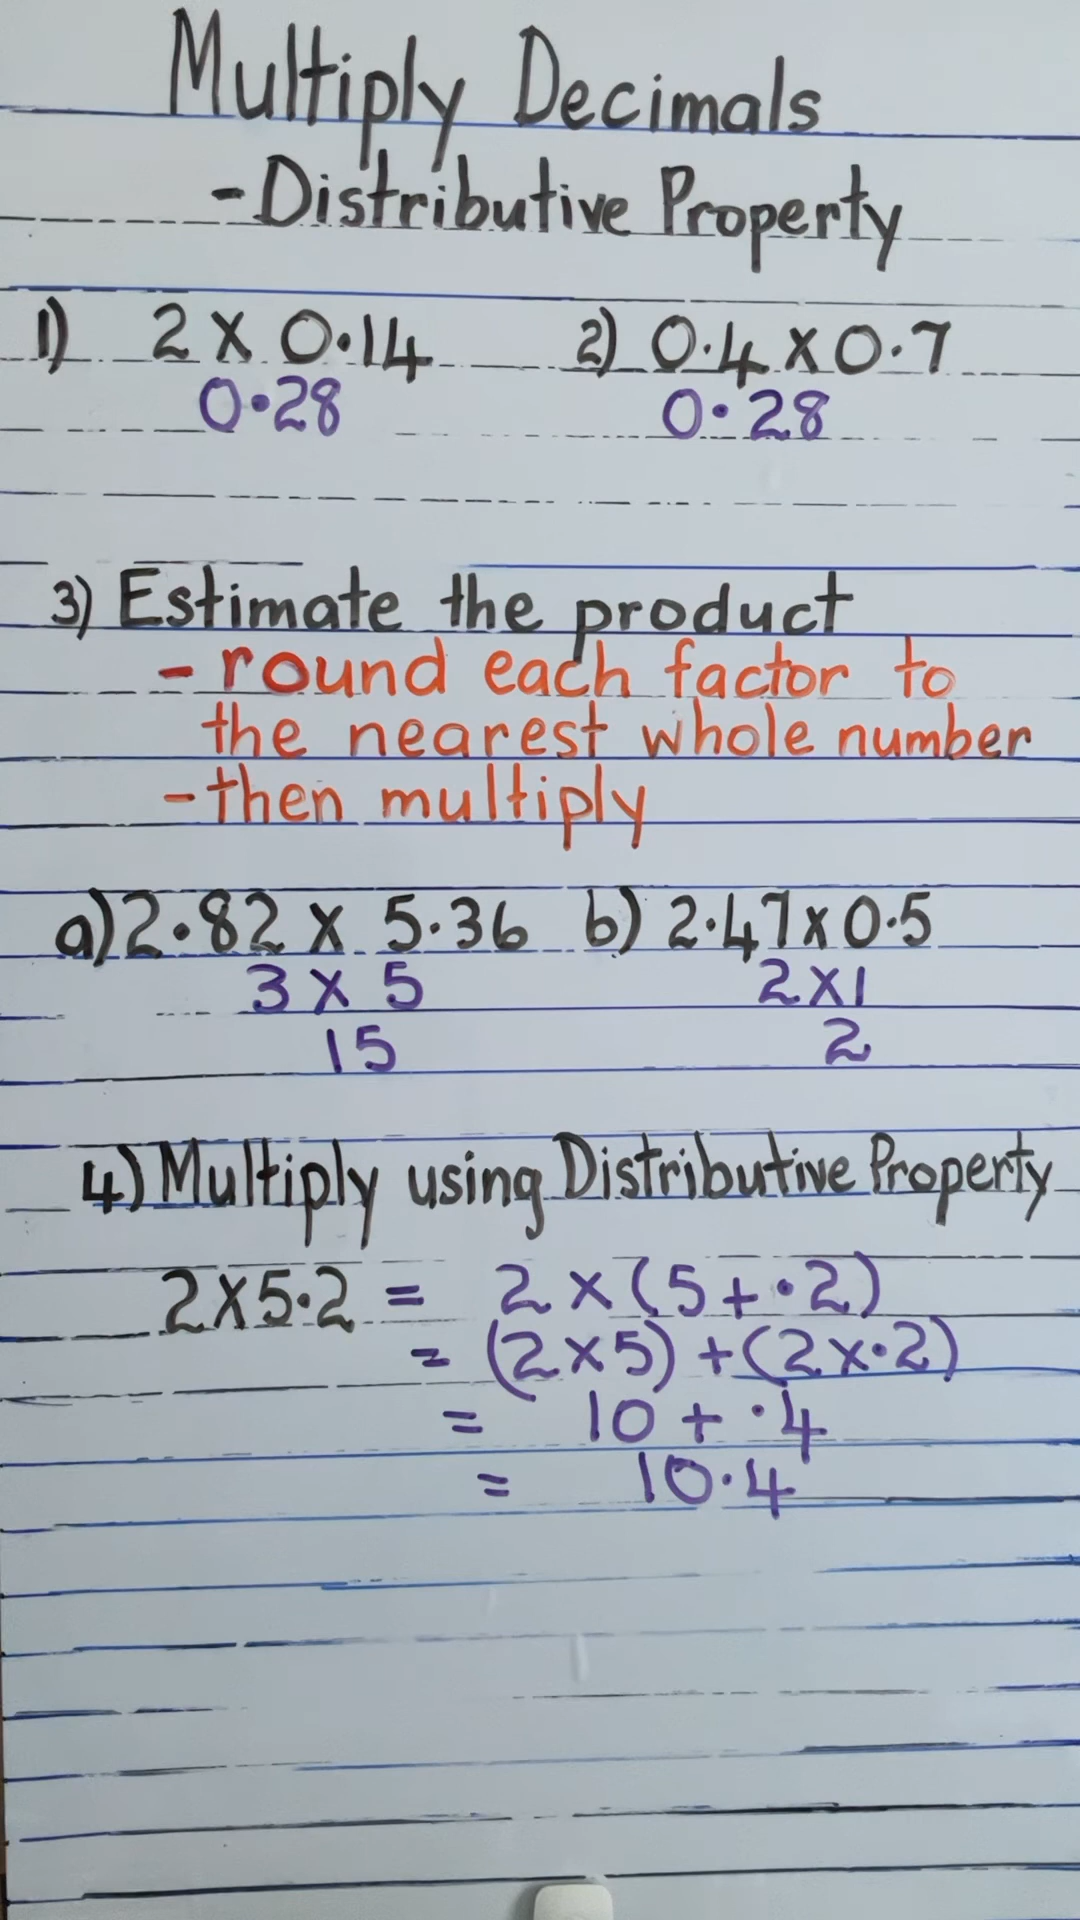 Multiply Decimals
-Distributive Property
1) 2 x 0.14 2) 0.4 x 0.7
0.28 0.28
3) Estimate the product
- round each factor to
the nearest whole number
- then multiply
a) 2.82 x 5.36 b) 2.47 x 0.5
3 x 5 2 x 1
15 2
4) Multiply using Distributive Property
2 x 5.2 = 2 x (5 + .2)
= (2 x 5) + (2 x .2)
= 10 + .4
= 10.4